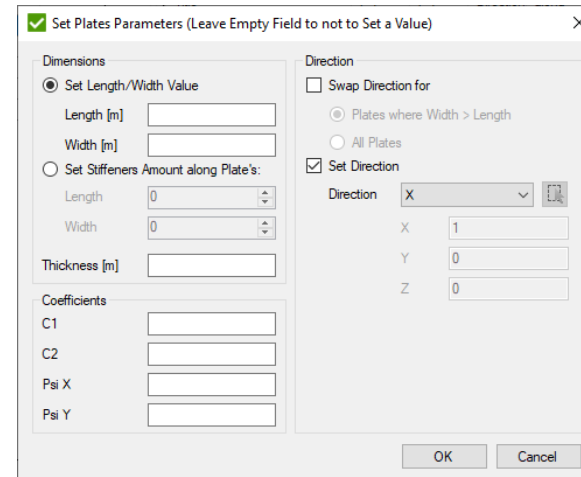 Set Plates Parameters (Leave Empty Field to not to Set a Value)
Dimensions
Set Length/Width Value
Length [m]
Width [m]
Set Stiffeners Amount along Plate's:
Length 0
Width 0
Thickness [m]
Coefficients
C1
C2
Psi X
Psi Y
Direction
Swap Direction for
Plates where Width > Length
All Plates
Set Direction
Direction X
X 1
Y 0
Z 0
OK Cancel